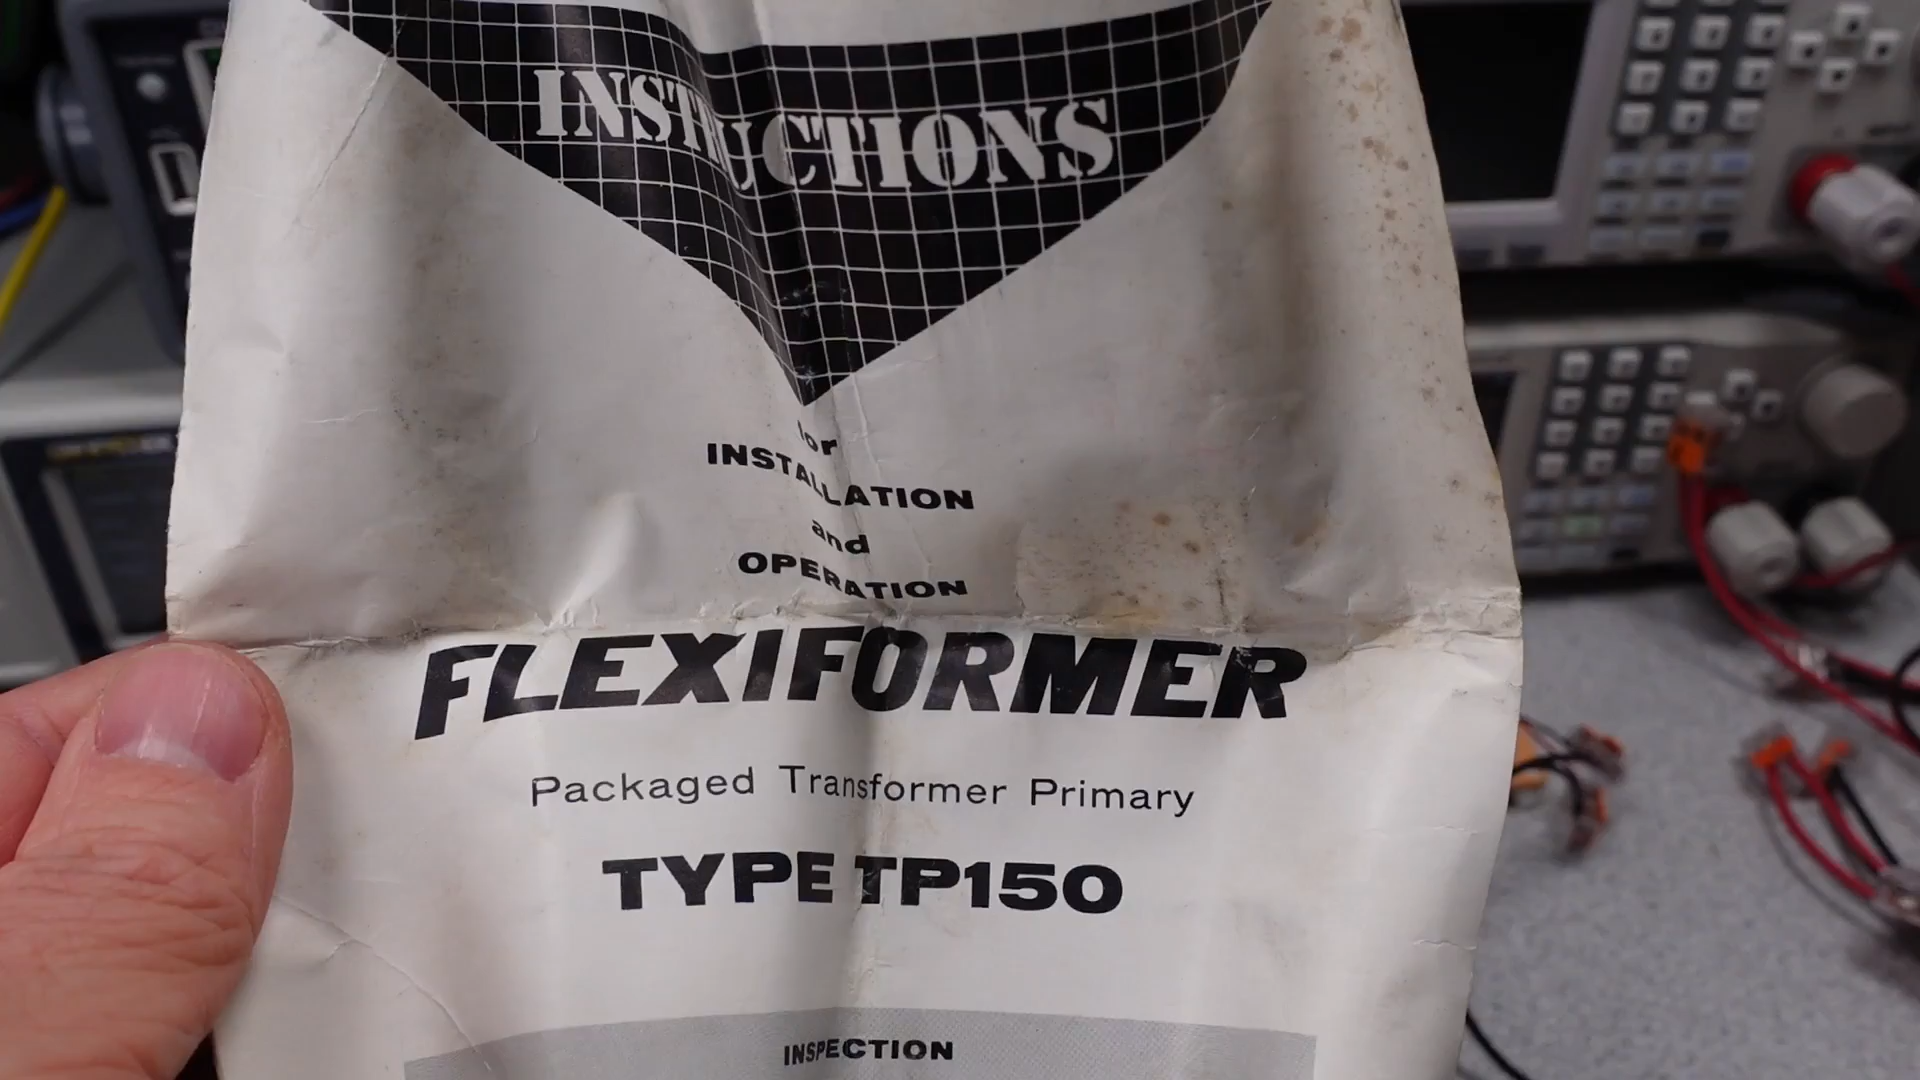 INSTRUCTIONS
for
INSTALLATION
and
OPERATION
FLEXIFORMER
Packaged Transformer Primary
TYPE TP150
INSPECTION